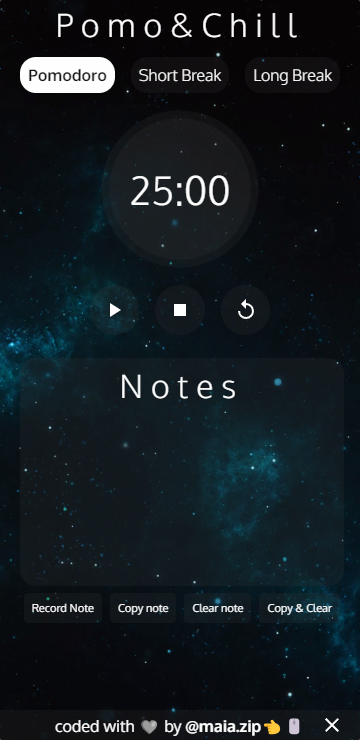 Pomo&Chill
Pomodoro Short Break Long Break
25:00
Notes
Record Note Copy note Clear note Copy & Clear
coded with 🩶 by @maia.zip 👈 🖱️